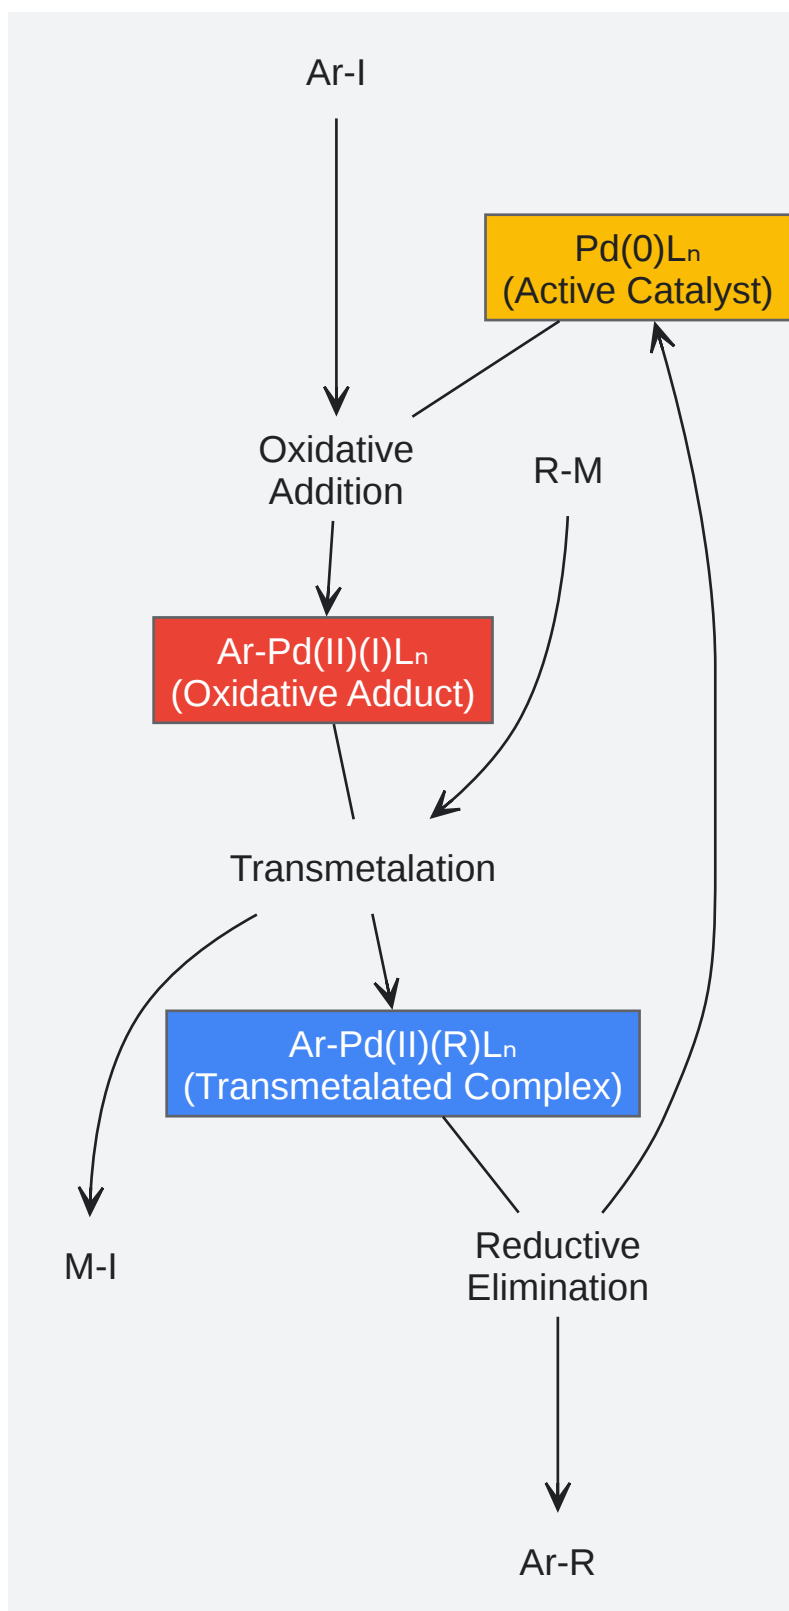 Ar-I
Pd(0)Lₙ
(Active Catalyst)
Oxidative
Addition
R-M
Ar-Pd(II)(I)Lₙ
(Oxidative Adduct)
Transmetalation
Ar-Pd(II)(R)Lₙ
(Transmetalated Complex)
M-I
Reductive
Elimination
Ar-R